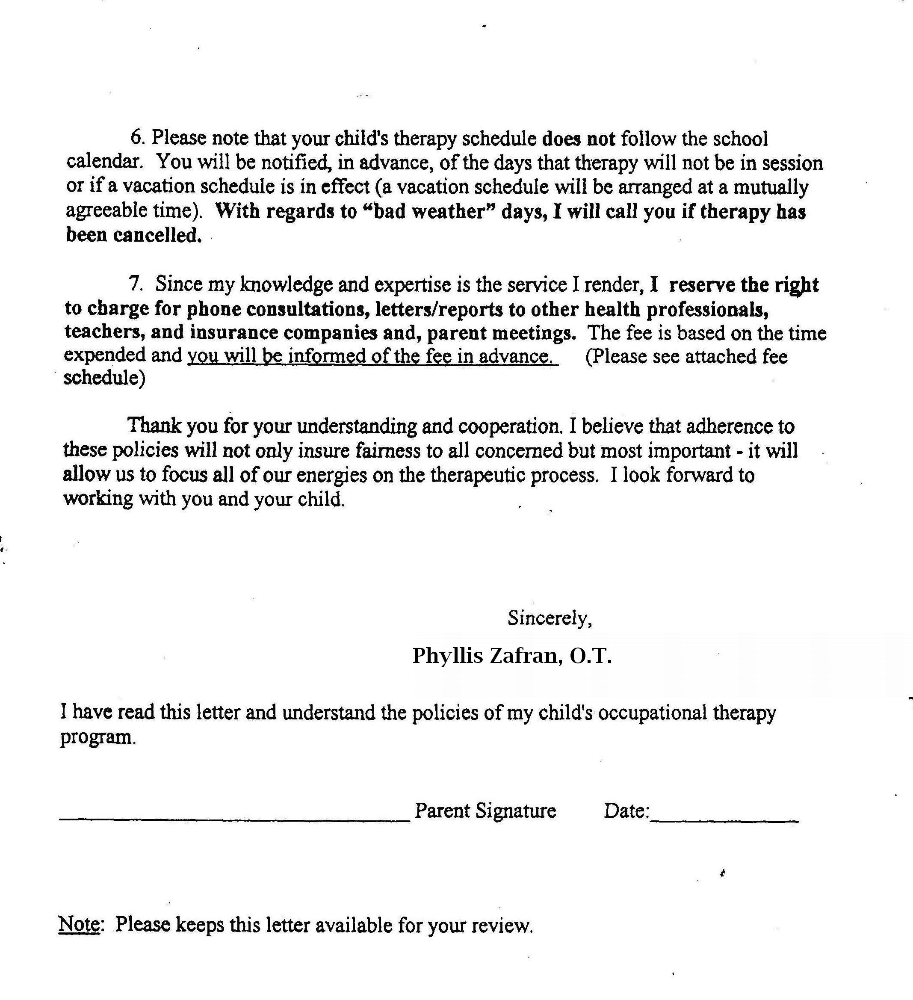 6. Please note that your child's therapy schedule does not follow the school
calendar. You will be notified, in advance, of the days that therapy will not be in session
or if a vacation schedule is in effect (a vacation schedule will be arranged at a mutually
agreeable time). With regards to “bad weather” days, I will call you if therapy has
been cancelled.
7. Since my knowledge and expertise is the service I render, I reserve the right
to charge for phone consultations, letters/reports to other health professionals,
teachers, and insurance companies and, parent meetings. The fee is based on the time
expended and you will be informed of the fee in advance. (Please see attached fee
schedule)
Thank you for your understanding and cooperation. I believe that adherence to
these policies will not only insure fairness to all concerned but most important - it will
allow us to focus all of our energies on the therapeutic process. I look forward to
working with you and your child.
Sincerely,
Phyllis Zafran, O.T.
I have read this letter and understand the policies of my child's occupational therapy
program.
Parent Signature Date:
Note: Please keeps this letter available for your review.